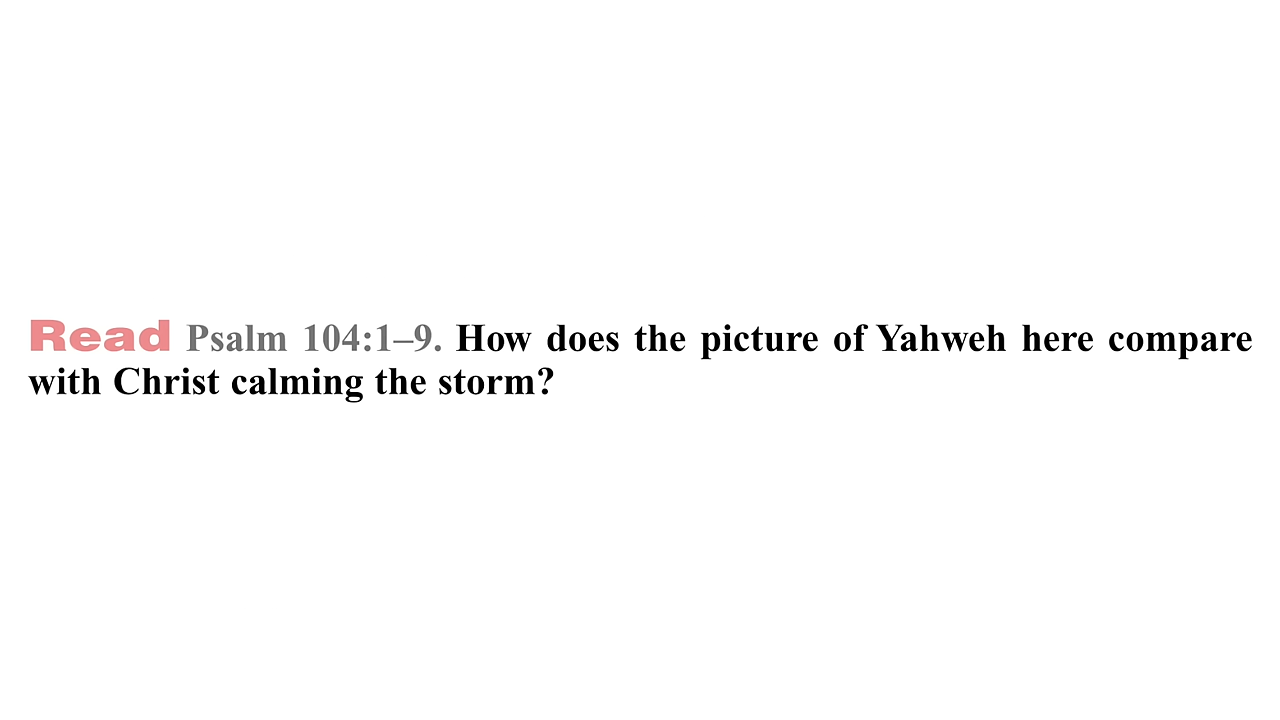 Read Psalm 104:1–9. How does the picture of Yahweh here compare
with Christ calming the storm?